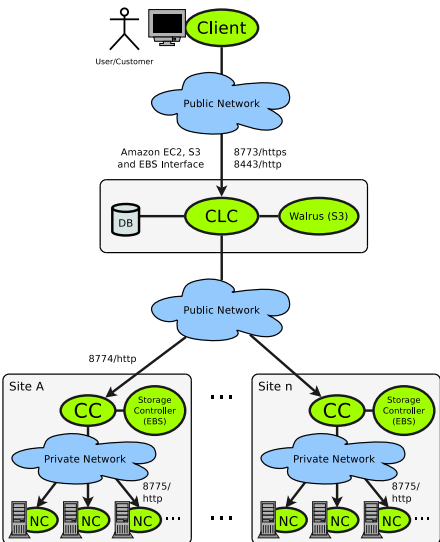 Client
User/Customer
Public Network
Amazon EC2, S3
and EBS Interface
8773/https
8443/http
DB
CLC
Walrus (S3)
Public Network
8774/http
Site A
CC
Storage
Controller
(EBS)
Private Network
8775/
http
NC
NC
NC
...
...
...
Site n
CC
Storage
Controller
(EBS)
Private Network
8775/
http
NC
NC
NC
...